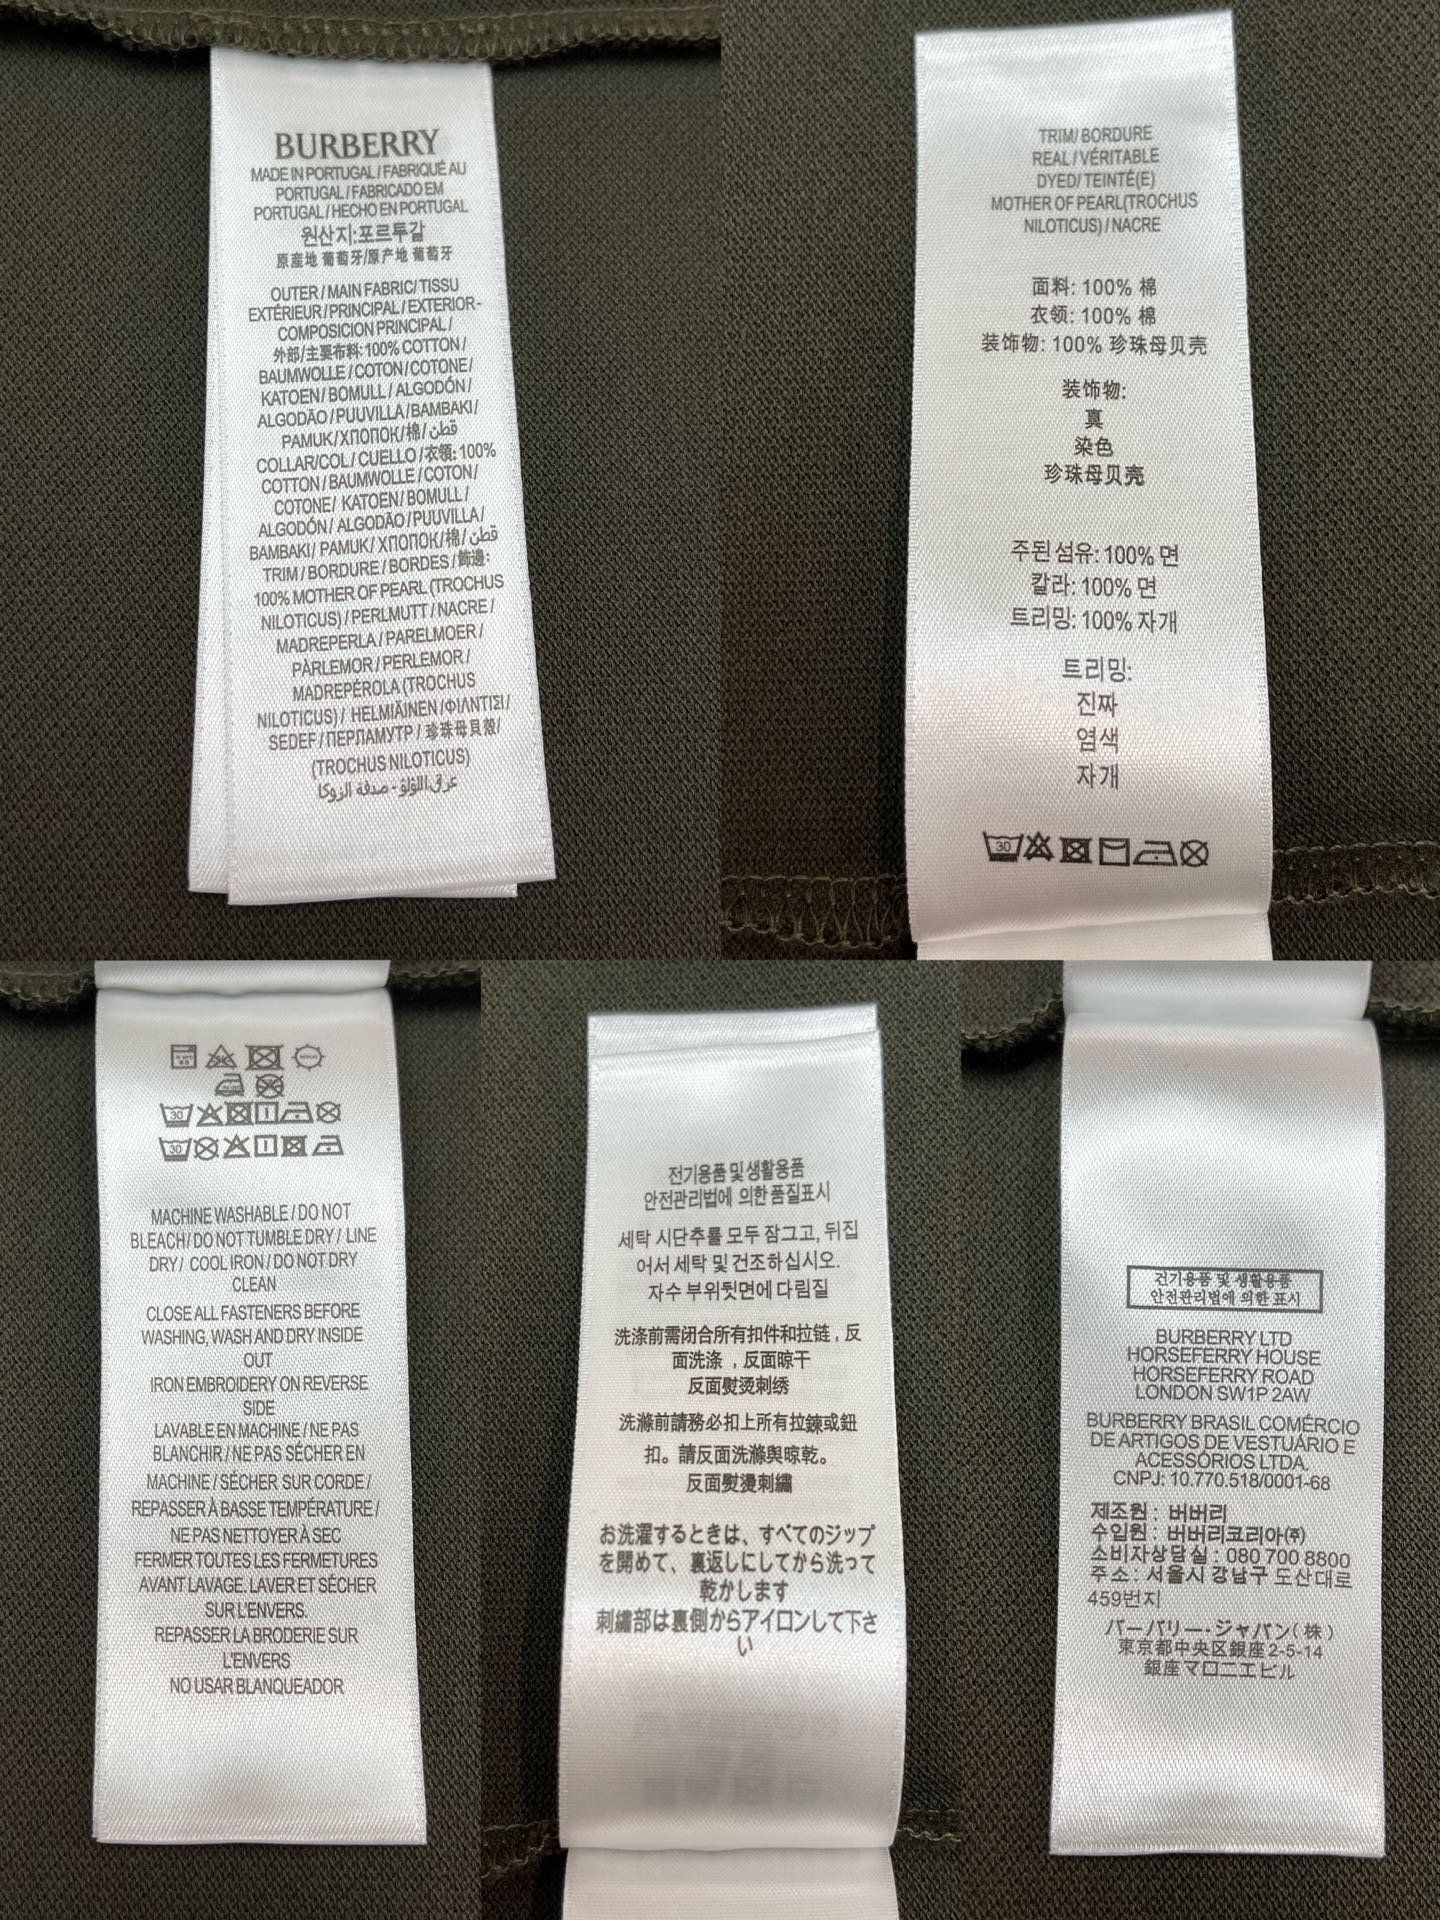 BURBERRY
MADE IN PORTUGAL / FABRIQUÉ AU
PORTUGAL / FABRICADO EM
PORTUGAL / HECHO EN PORTUGAL
원산지:포르투갈
原産地 葡萄牙/原产地 葡萄牙
OUTER / MAIN FABRIC/ TISSU
EXTÉRIEUR / PRINCIPAL / EXTERIOR-
COMPOSICION PRINCIPAL /
外部/主要布料: 100% COTTON /
BAUMWOLLE / COTON / COTONE /
KATOEN / BOMULL / ALGODÓN /
ALGODÃO / PUUVILLA / BAMBAKI /
PAMUK / ХПОПОК / 棉 / قطن
COLLAR/COL / CUELLO / 衣領: 100%
COTTON / BAUMWOLLE / COTON /
COTONE/ KATOEN / BOMULL /
ALGODÓN / ALGODÃO / PUUVILLA /
BAMBAKI / PAMUK / ХПОПОК / 棉 / قطن
TRIM / BORDURE / BORDES / 飾邊:
100% MOTHER OF PEARL (TROCHUS
NILOTICUS) / PERLMUTT / NACRE /
MADREPERLA / PARELMOER /
PÄRLEMOR / PERLEMOR /
MADREPÉROLA (TROCHUS
NILOTICUS) / HELMIÄINEN /ΦΙΛΝΤΙΣΙ /
SEDEF / ПЕРЛАМУТР / 珍珠母貝殼/
(TROCHUS NILOTICUS)
عرق اللؤلؤ - صدفة الزوكا
TRIM/ BORDURE
REAL / VÉRITABLE
DYED/ TEINTÉ(E)
MOTHER OF PEARL(TROCHUS
NILOTICUS) / NACRE
面料: 100% 棉
衣领: 100% 棉
装饰物: 100% 珍珠母贝壳
装饰物:
真
染色
珍珠母贝壳
주된 섬유: 100% 면
칼라: 100% 면
트리밍: 100% 자개
트리밍:
진짜
염색
자개
30
30
30
MACHINE WASHABLE / DO NOT
BLEACH / DO NOT TUMBLE DRY / LINE
DRY / COOL IRON / DO NOT DRY
CLEAN
CLOSE ALL FASTENERS BEFORE
WASHING, WASH AND DRY INSIDE
OUT
IRON EMBROIDERY ON REVERSE
SIDE
LAVABLE EN MACHINE / NE PAS
BLANCHIR / NE PAS SÉCHER EN
MACHINE / SÉCHER SUR CORDE /
REPASSER À BASSE TEMPÉRATURE /
NE PAS NETTOYER À SEC
FERMER TOUTES LES FERMETURES
AVANT LAVAGE. LAVER ET SÉCHER
SUR L'ENVERS.
REPASSER LA BRODERIE SUR
L'ENVERS
NO USAR BLANQUEADOR
전기용품 및 생활용품
안전관리법에 의한 품질표시
세탁 시 단추를 모두 잠그고, 뒤집
어서 세탁 및 건조하십시오.
자수 부위 뒷면에 다림질
洗涤前需闭合所有扣件和拉链 , 反
面洗涤 , 反面晾干
反面熨烫刺绣
洗滌前請務必扣上所有拉鍊或鈕
扣。請反面洗滌與晾乾。
反面熨燙刺繡
お洗濯するときは、すべてのジップ
を閉めて、裏返しにしてから洗って
乾かします
刺繡部は裏側からアイロンして下さ
い
전기용품 및 생활용품
안전관리법에 의한 표시
BURBERRY LTD
HORSEFERRY HOUSE
HORSEFERRY ROAD
LONDON SW1P 2AW
BURBERRY BRASIL COMÉRCIO
DE ARTIGOS DE VESTUÁRIO E
ACESSÓRIOS LTDA.
CNPJ: 10.770.518/0001-68
제조원 : 버버리
수입원 : 버버리코리아㈜
소비자상담실 : 080 700 8800
주소 : 서울시 강남구 도산대로
459번지
バーバリー・ジャパン( 株 )
東京都中央区銀座2-5-14
銀座マロニエビル